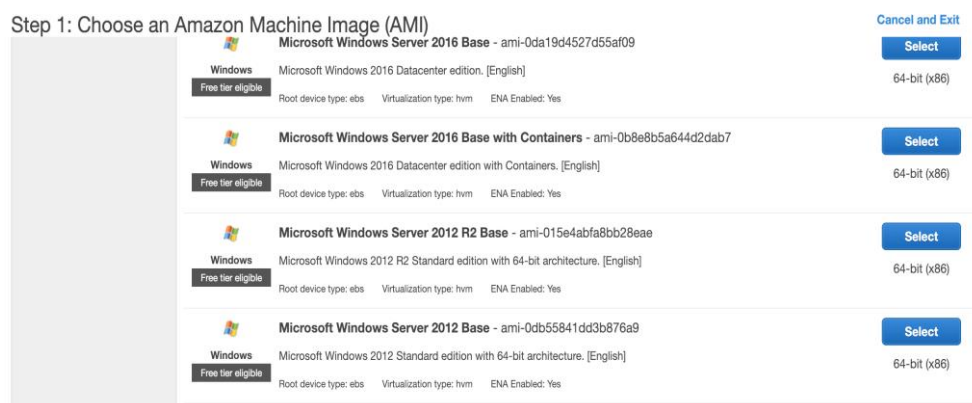 Step 1: Choose an Amazon Machine Image (AMI)
Cancel and Exit
Microsoft Windows Server 2016 Base - ami-0da19d4527d55af09
Select
Windows
Microsoft Windows 2016 Datacenter edition. [English]
64-bit (x86)
Free tier eligible
Root device type: ebs Virtualization type: hvm ENA Enabled: Yes
Microsoft Windows Server 2016 Base with Containers - ami-0b8e8b5a644d2dab7
Select
Windows
Microsoft Windows 2016 Datacenter edition with Containers. [English]
64-bit (x86)
Free tier eligible
Root device type: ebs Virtualization type: hvm ENA Enabled: Yes
Microsoft Windows Server 2012 R2 Base - ami-015e4abfa8bb28eae
Select
Windows
Microsoft Windows 2012 R2 Standard edition with 64-bit architecture. [English]
64-bit (x86)
Free tier eligible
Root device type: ebs Virtualization type: hvm ENA Enabled: Yes
Microsoft Windows Server 2012 Base - ami-0db55841dd3b876a9
Select
Windows
Microsoft Windows 2012 Standard edition with 64-bit architecture. [English]
64-bit (x86)
Free tier eligible
Root device type: ebs Virtualization type: hvm ENA Enabled: Yes